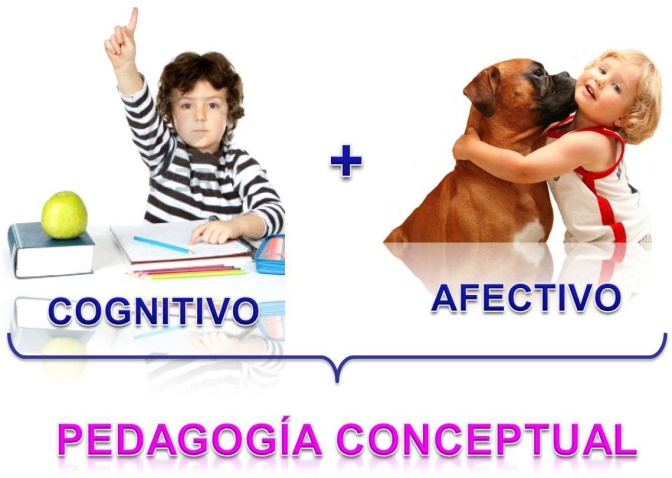 +
COGNITIVO
AFECTIVO
PEDAGOGÍA CONCEPTUAL